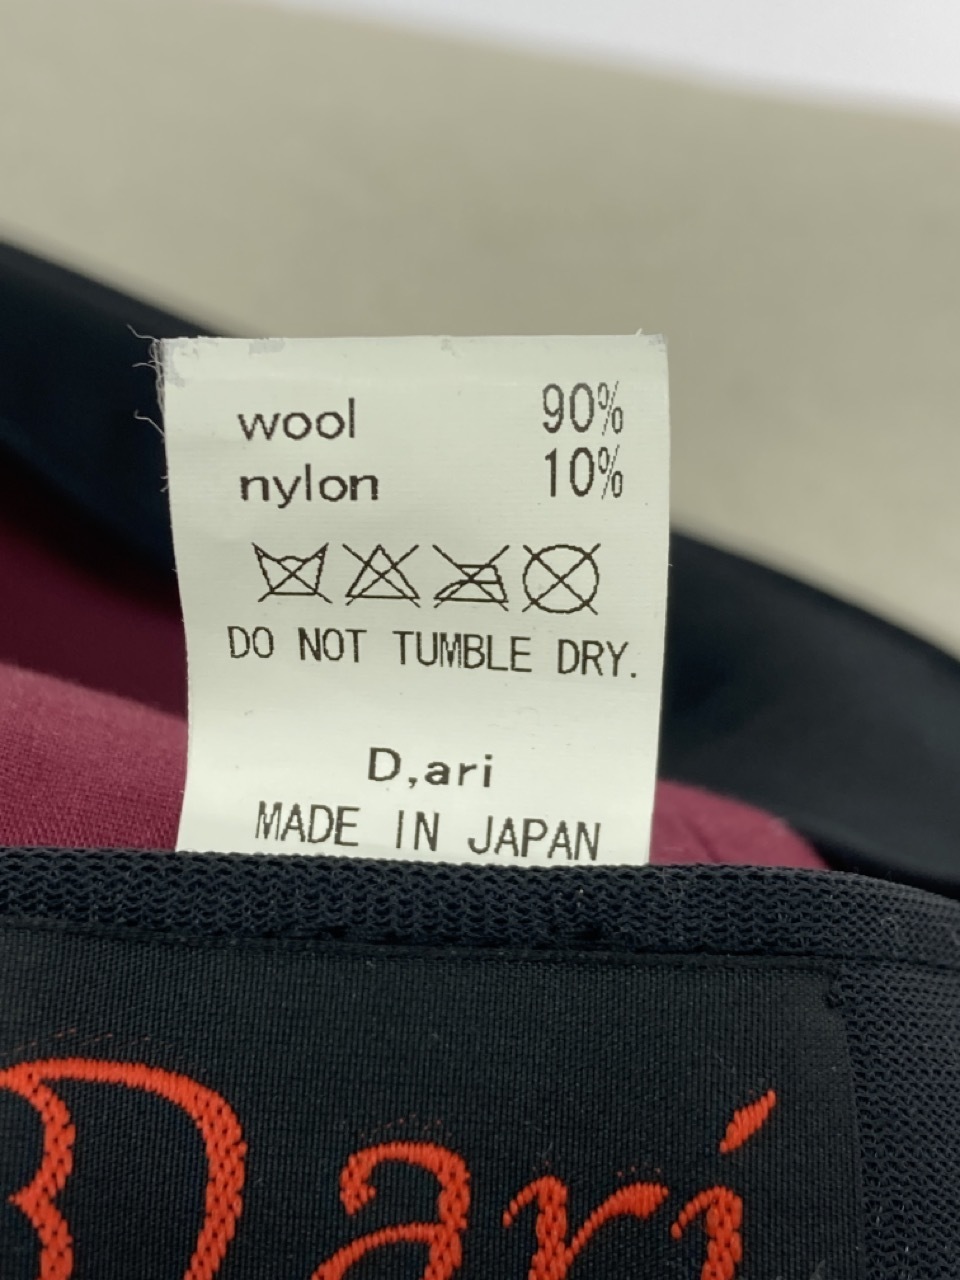 wool 90%
nylon 10%
DO NOT TUMBLE DRY.
D,ari
MADE IN JAPAN
Dari